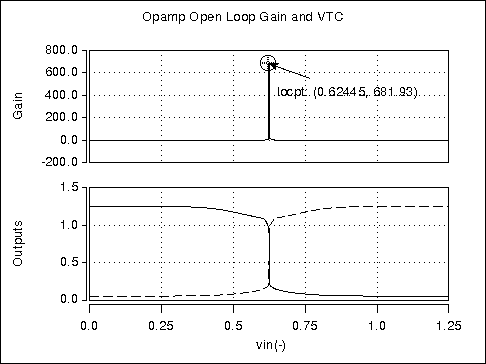 Opamp Open Loop Gain and VTC
800.0
600.0
400.0
200.0
0.0
-200.0
Gain
locpt: (0.62445, 681.93)
1.5
1.0
0.5
0.0
Outputs
0.0 0.25 0.5 0.75 1.0 1.25
vin(-)